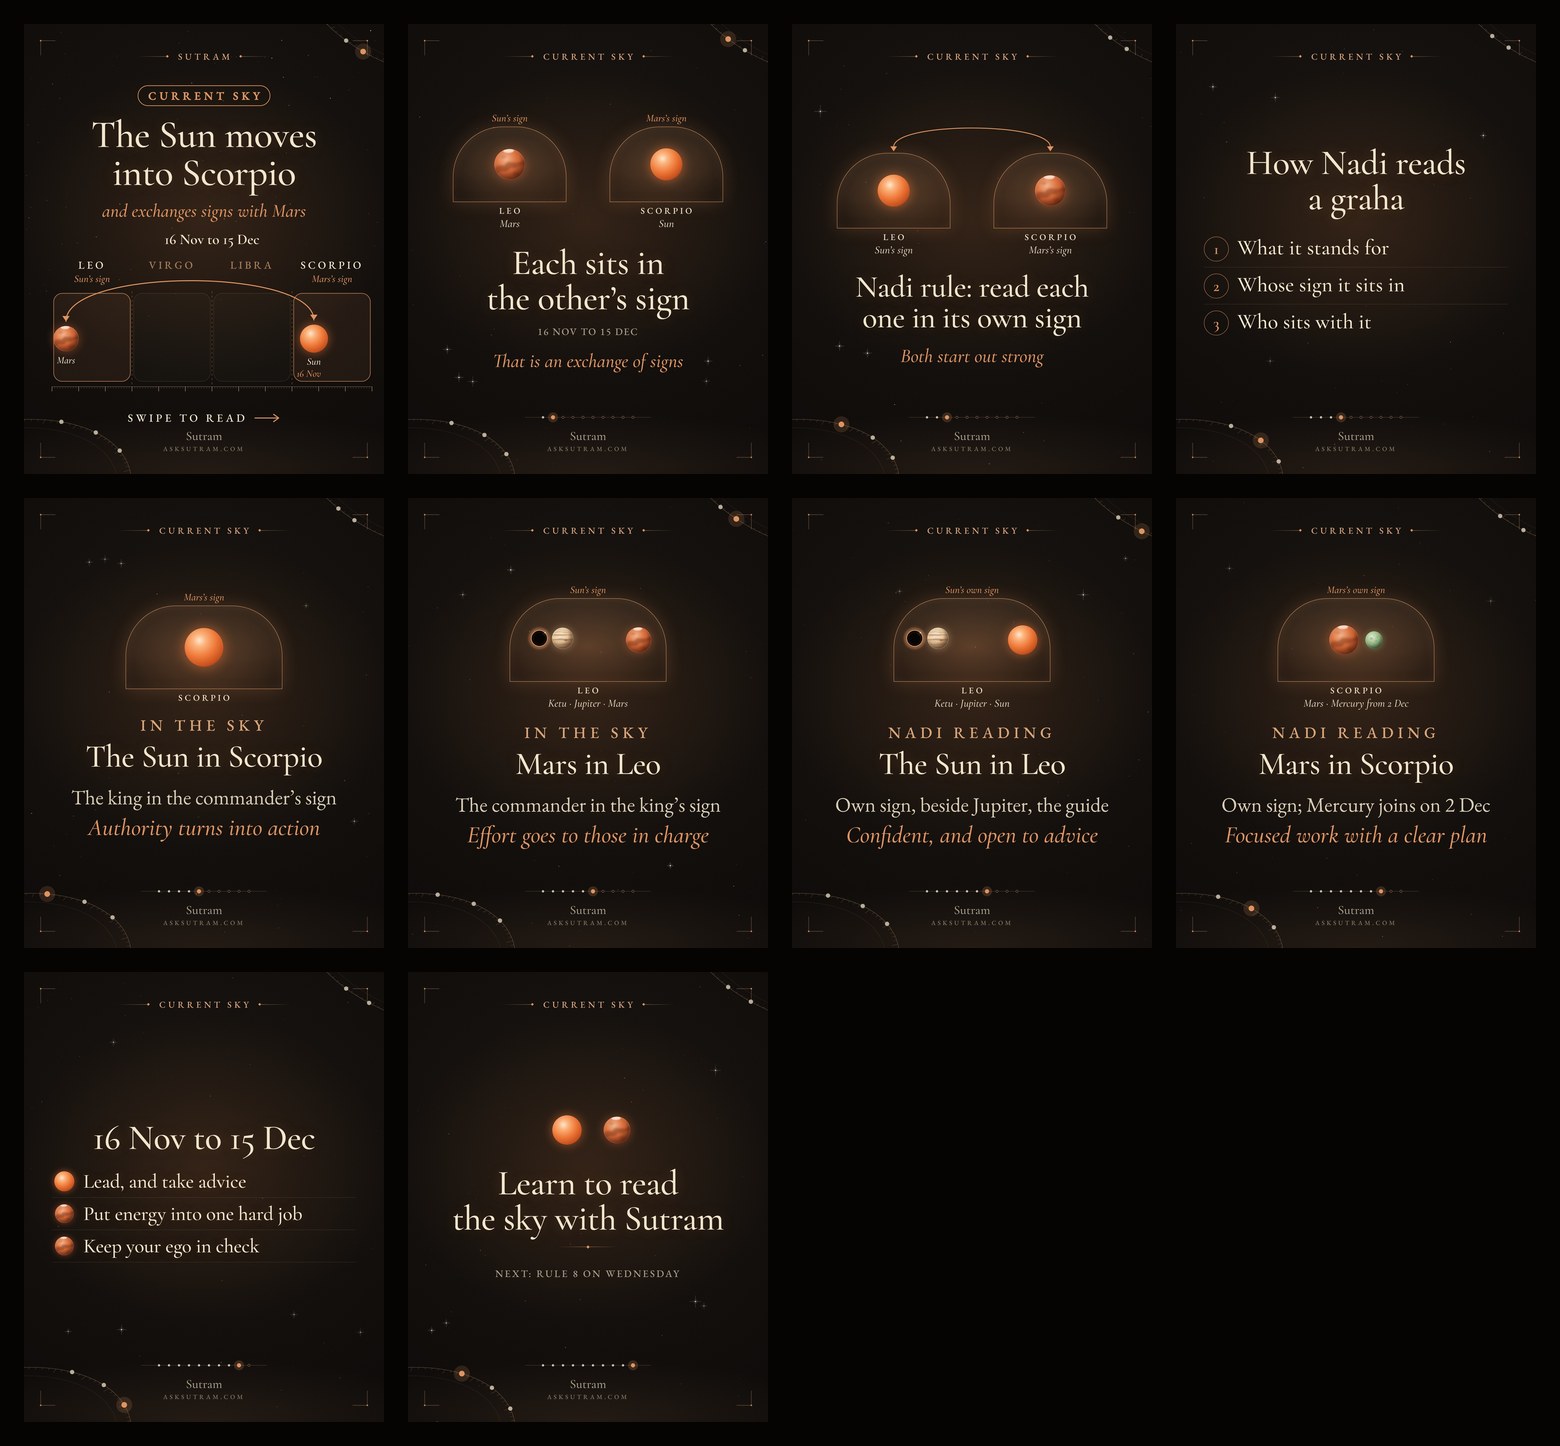 SUTRAM
CURRENT SKY
The Sun moves
into Scorpio
and exchanges signs with Mars
16 Nov to 15 Dec
LEO VIRGO LIBRA SCORPIO
Sun's sign Mars's sign
Mars
Sun
16 Nov
SWIPE TO READ
Sutram
ASKSUTRAM.COM
CURRENT SKY
Sun's sign Mars's sign
LEO SCORPIO
Mars Sun
Each sits in
the other's sign
16 NOV TO 15 DEC
That is an exchange of signs
Sutram
ASKSUTRAM.COM
CURRENT SKY
LEO SCORPIO
Sun's sign Mars's sign
Nadi rule: read each
one in its own sign
Both start out strong
Sutram
ASKSUTRAM.COM
CURRENT SKY
How Nadi reads
a graha
1 What it stands for
2 Whose sign it sits in
3 Who sits with it
Sutram
ASKSUTRAM.COM
CURRENT SKY
Mars's sign
SCORPIO
IN THE SKY
The Sun in Scorpio
The king in the commander's sign
Authority turns into action
Sutram
ASKSUTRAM.COM
CURRENT SKY
Sun's sign
LEO
Ketu · Jupiter · Mars
IN THE SKY
Mars in Leo
The commander in the king's sign
Effort goes to those in charge
Sutram
ASKSUTRAM.COM
CURRENT SKY
Sun's own sign
LEO
Ketu · Jupiter · Sun
NADI READING
The Sun in Leo
Own sign, beside Jupiter, the guide
Confident, and open to advice
Sutram
ASKSUTRAM.COM
CURRENT SKY
Mars's own sign
SCORPIO
Mars · Mercury from 2 Dec
NADI READING
Mars in Scorpio
Own sign; Mercury joins on 2 Dec
Focused work with a clear plan
Sutram
ASKSUTRAM.COM
CURRENT SKY
16 Nov to 15 Dec
Lead, and take advice
Put energy into one hard job
Keep your ego in check
Sutram
ASKSUTRAM.COM
CURRENT SKY
Learn to read
the sky with Sutram
NEXT: RULE 8 ON WEDNESDAY
Sutram
ASKSUTRAM.COM